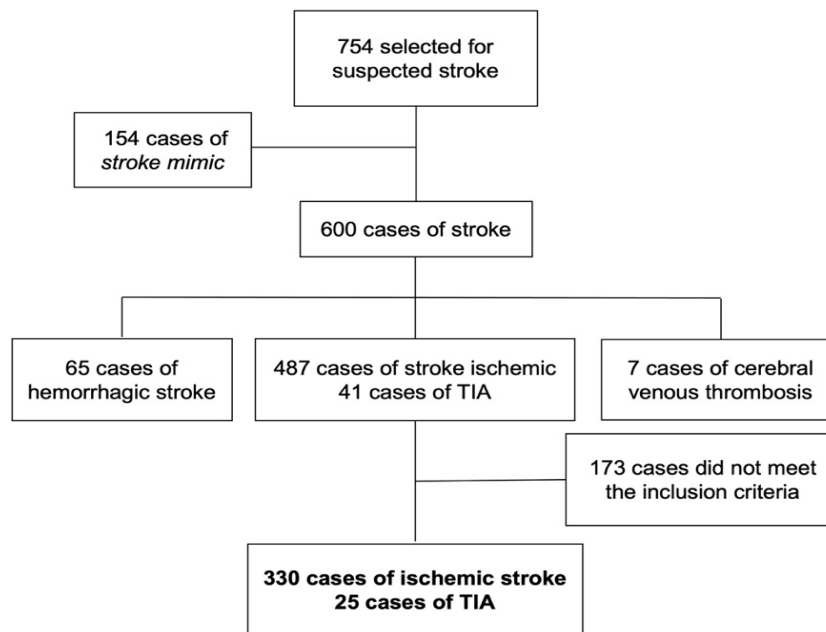 754 selected for
suspected stroke
154 cases of
stroke mimic
600 cases of stroke
65 cases of
hemorrhagic stroke
487 cases of stroke ischemic
41 cases of TIA
7 cases of cerebral
venous thrombosis
173 cases did not meet
the inclusion criteria
330 cases of ischemic stroke
25 cases of TIA